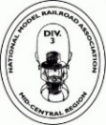 NATIONAL MODEL RAILROAD ASSOCIATION
DIV.
3
MID-CENTRAL REGION